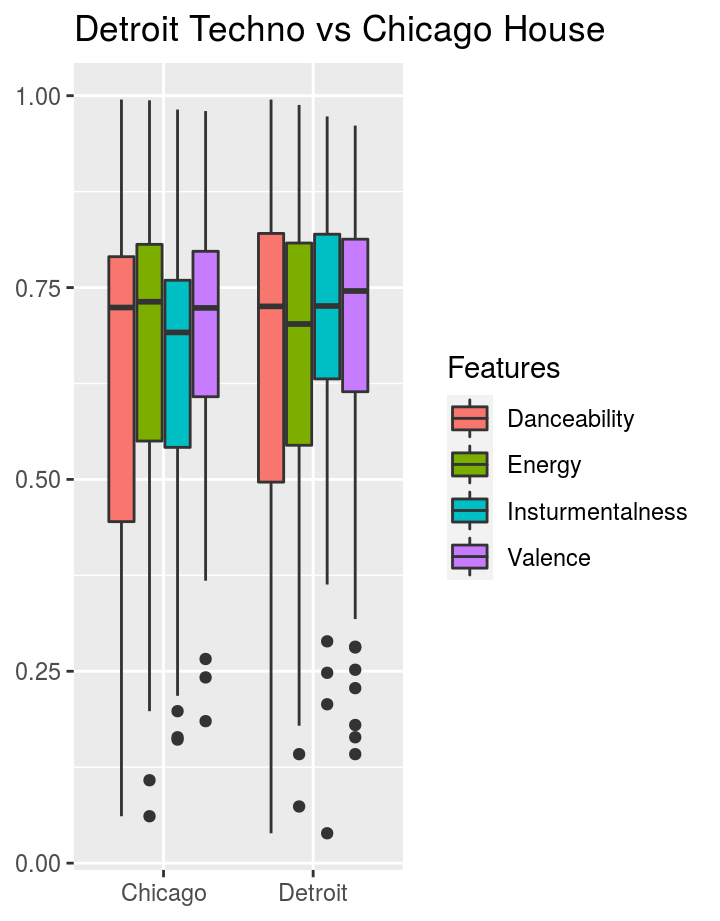 Detroit Techno vs Chicago House
1.00
0.75
0.50
0.25
0.00
Chicago
Detroit
Features
Danceability
Energy
Insturmentalness
Valence